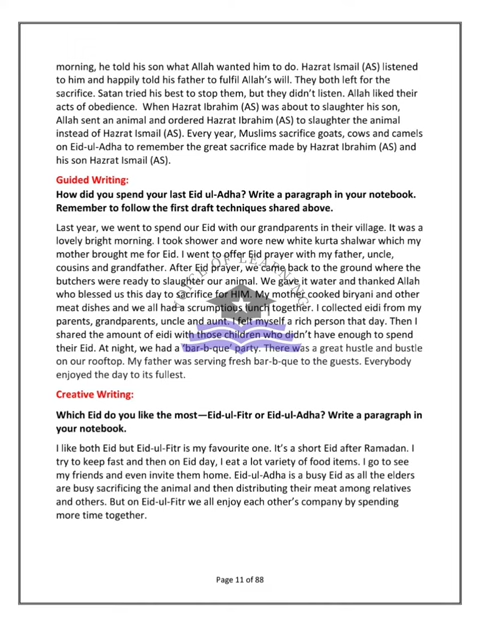 morning, he told his son what Allah wanted him to do. Hazrat Ismail (AS) listened
to him and happily told his father to fulfil Allah's will. They both left for the
sacrifice. Satan tried his best to stop them, but they didn't listen. Allah liked their
acts of obedience.  When Hazrat Ibrahim (AS) was about to slaughter his son,
Allah sent an animal and ordered Hazrat Ibrahim (AS) to slaughter the animal
instead of Hazrat Ismail (AS). Every year, Muslims sacrifice goats, cows and camels
on Eid-ul-Adha to remember the great sacrifice made by Hazrat Ibrahim (AS) and
his son Hazrat Ismail (AS).
Guided Writing:
How did you spend your last Eid ul-Adha? Write a paragraph in your notebook.
Remember to follow the first draft techniques shared above.
Last year, we went to spend our Eid with our grandparents in their village. It was a
lovely bright morning. I took shower and wore new white kurta shalwar which my
mother brought me for Eid. I went to offer Eid prayer with my father, uncle,
cousins and grandfather. After Eid prayer, we came back to the ground where the
butchers were ready to slaughter our animal. We gave it water and thanked Allah
who blessed us this day to sacrifice for HIM. My mother cooked biryani and other
meat dishes and we all had a scrumptious lunch together. I collected eidi from my
parents, grandparents, uncle and aunt. I felt myself a rich person that day. Then I
shared the amount of eidi with those children who didn't have enough to spend
their Eid. At night, we had a 'bar-b-que' party. There was a great hustle and bustle
on our rooftop. My father was serving fresh bar-b-que to the guests. Everybody
enjoyed the day to its fullest.
Creative Writing:
Which Eid do you like the most—Eid-ul-Fitr or Eid-ul-Adha? Write a paragraph in
your notebook.
I like both Eid but Eid-ul-Fitr is my favourite one. It's a short Eid after Ramadan. I
try to keep fast and then on Eid day, I eat a lot variety of food items. I go to see
my friends and even invite them home. Eid-ul-Adha is a busy Eid as all the elders
are busy sacrificing the animal and then distributing their meat among relatives
and others. But on Eid-ul-Fitr we all enjoy each other's company by spending
more time together.
Page 11 of 88